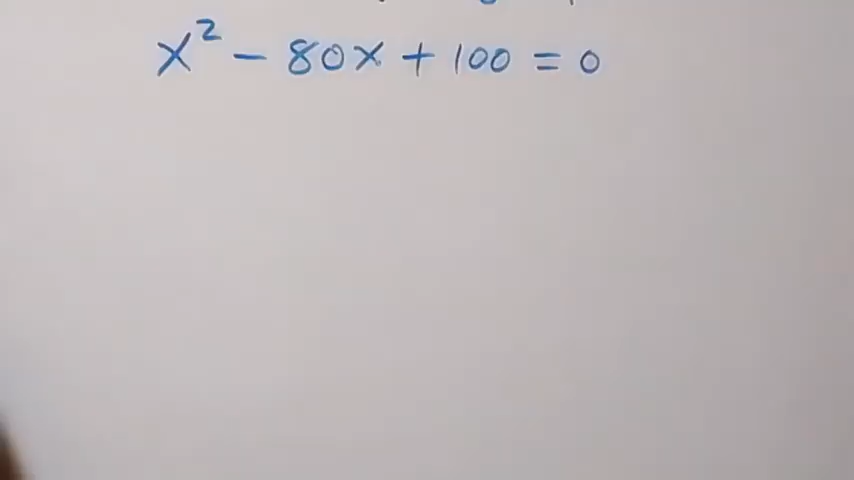 x² - 80x + 100 = 0